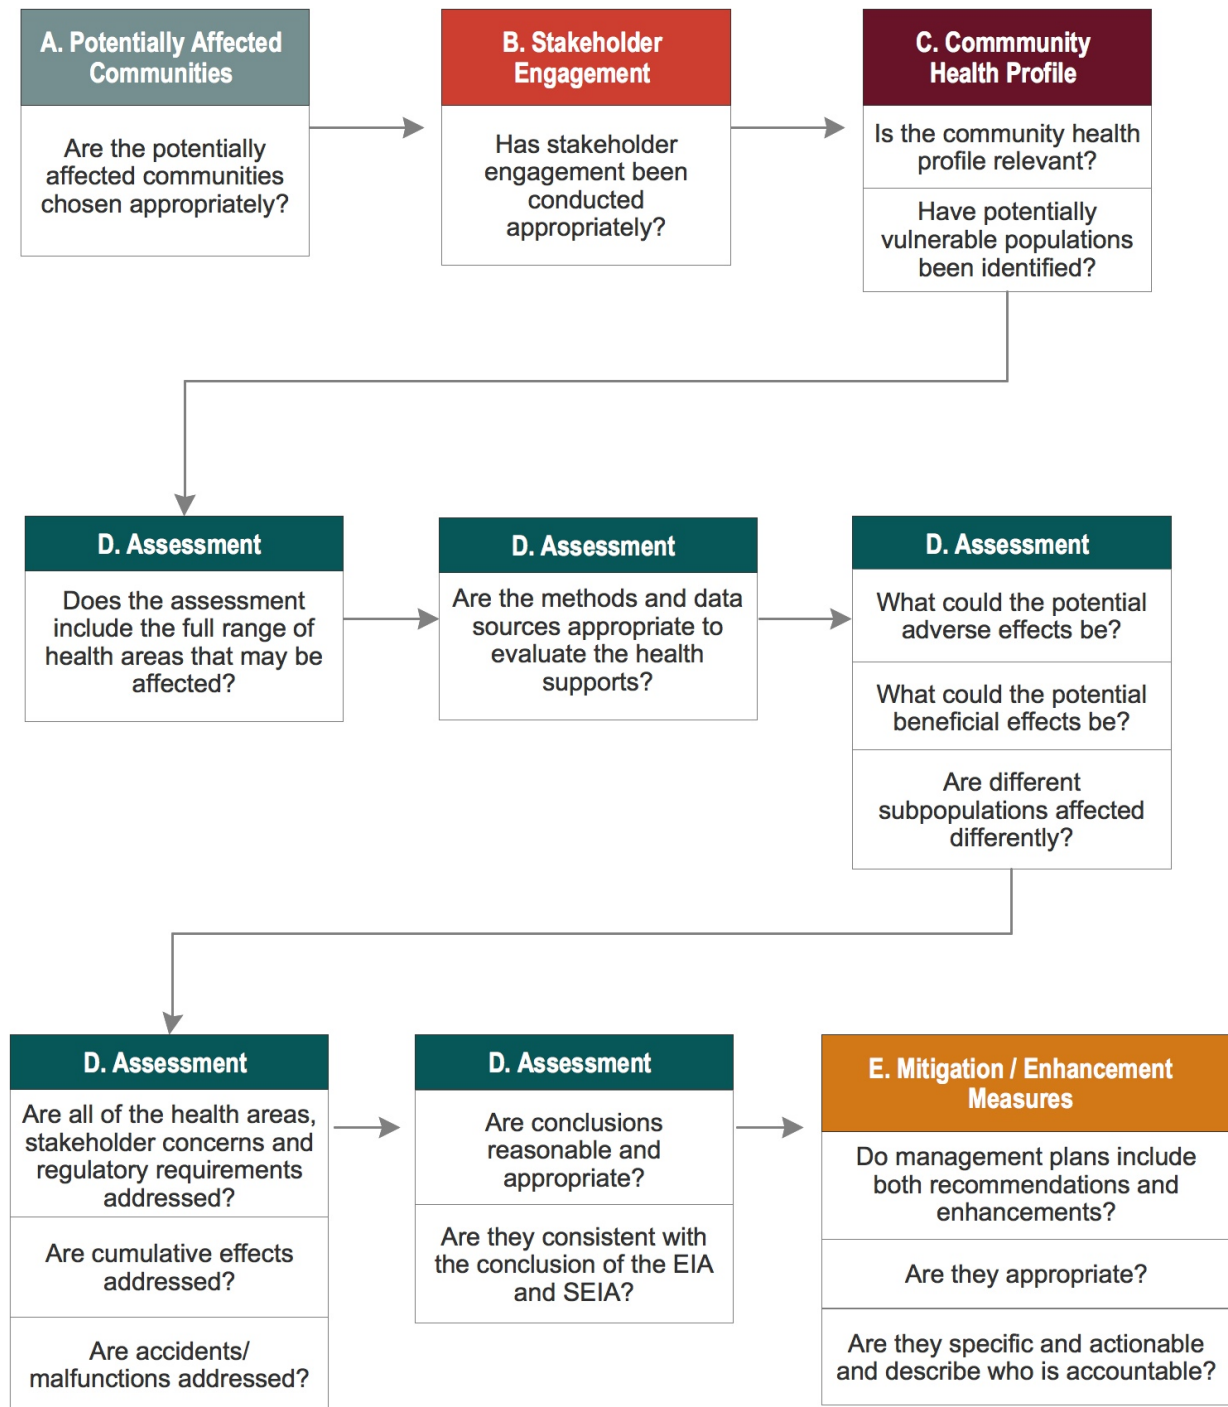 A. Potentially Affected
Communities
Are the potentially
affected communities
chosen appropriately?
B. Stakeholder
Engagement
Has stakeholder
engagement been
conducted
appropriately?
C. Commmunity
Health Profile
Is the community health
profile relevant?
Have potentially
vulnerable populations
been identified?
D. Assessment
Does the assessment
include the full range of
health areas that may be
affected?
D. Assessment
Are the methods and data
sources appropriate to
evaluate the health
supports?
D. Assessment
What could the potential
adverse effects be?
What could the potential
beneficial effects be?
Are different
subpopulations affected
differently?
D. Assessment
Are all of the health areas,
stakeholder concerns and
regulatory requirements
addressed?
Are cumulative effects
addressed?
Are accidents/
malfunctions addressed?
D. Assessment
Are conclusions
reasonable and
appropriate?
Are they consistent with
the conclusion of the EIA
and SEIA?
E. Mitigation / Enhancement
Measures
Do management plans include
both recommendations and
enhancements?
Are they appropriate?
Are they specific and actionable
and describe who is accountable?